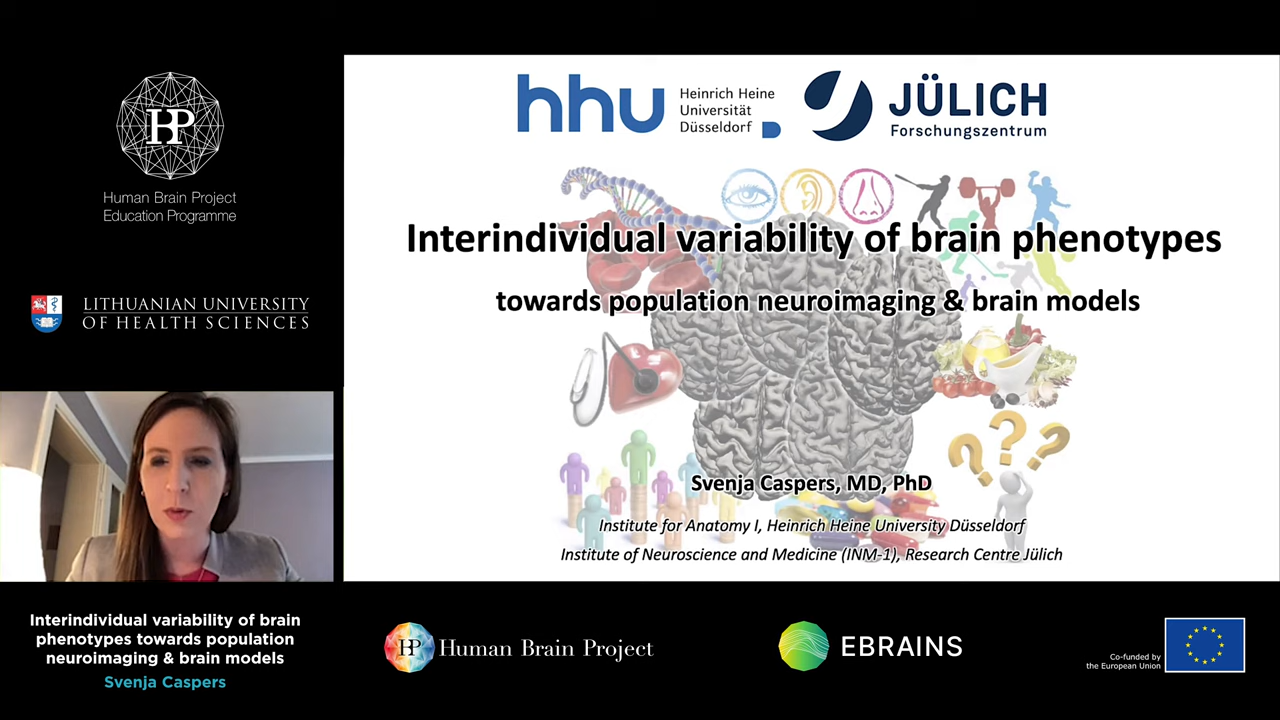 HP
Human Brain Project
Education Programme
LITHUANIAN UNIVERSITY
OF HEALTH SCIENCES
hhu
Heinrich Heine
Universität
Düsseldorf
JÜLICH
Forschungszentrum
Interindividual variability of brain phenotypes
towards population neuroimaging & brain models
Svenja Caspers, MD, PhD
Institute for Anatomy I, Heinrich Heine University Düsseldorf
Institute of Neuroscience and Medicine (INM-1), Research Centre Jülich
Interindividual variability of brain
phenotypes towards population
neuroimaging & brain models
Svenja Caspers
HP Human Brain Project
EBRAINS
Co-funded by
the European Union